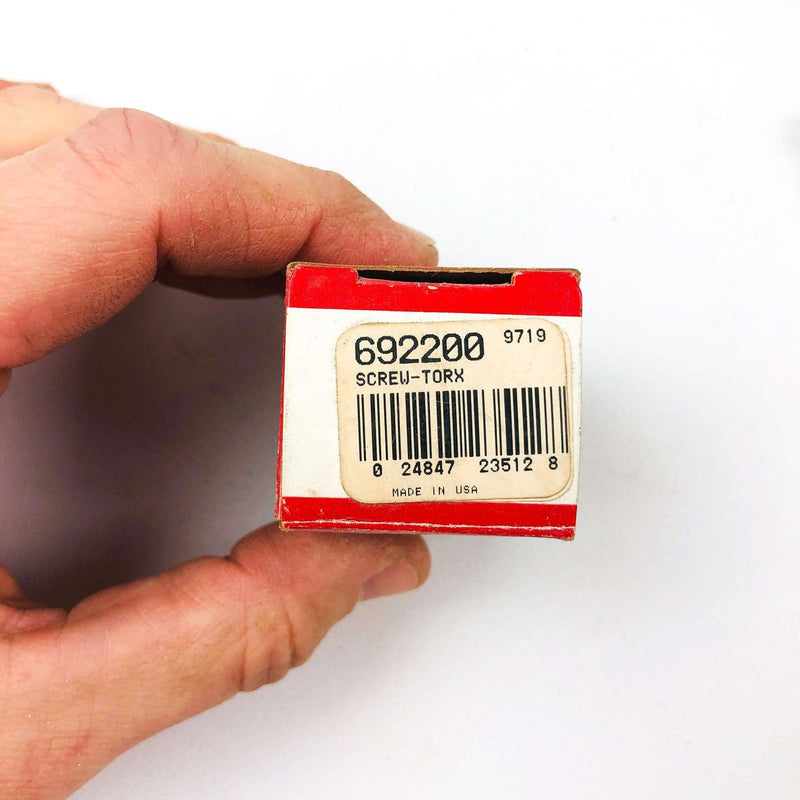 692200 9719
SCREW-TORX
0 24847 23512 8
MADE IN USA